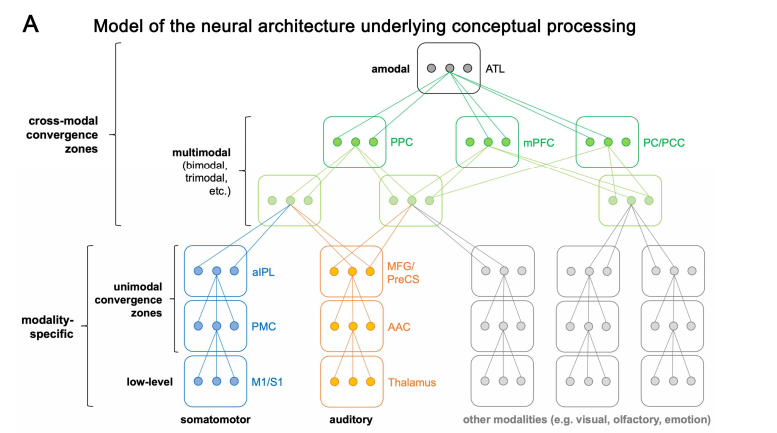 A
Model of the neural architecture underlying conceptual processing
amodal
ATL
cross-modal
convergence
zones
multimodal
(bimodal,
trimodal,
etc.)
PPC
mPFC
PC/PCC
modality-
specific
unimodal
convergence
zones
aIPL
MFG/
PreCS
PMC
AAC
low-level
M1/S1
Thalamus
somatomotor
auditory
other modalities (e.g. visual, olfactory, emotion)